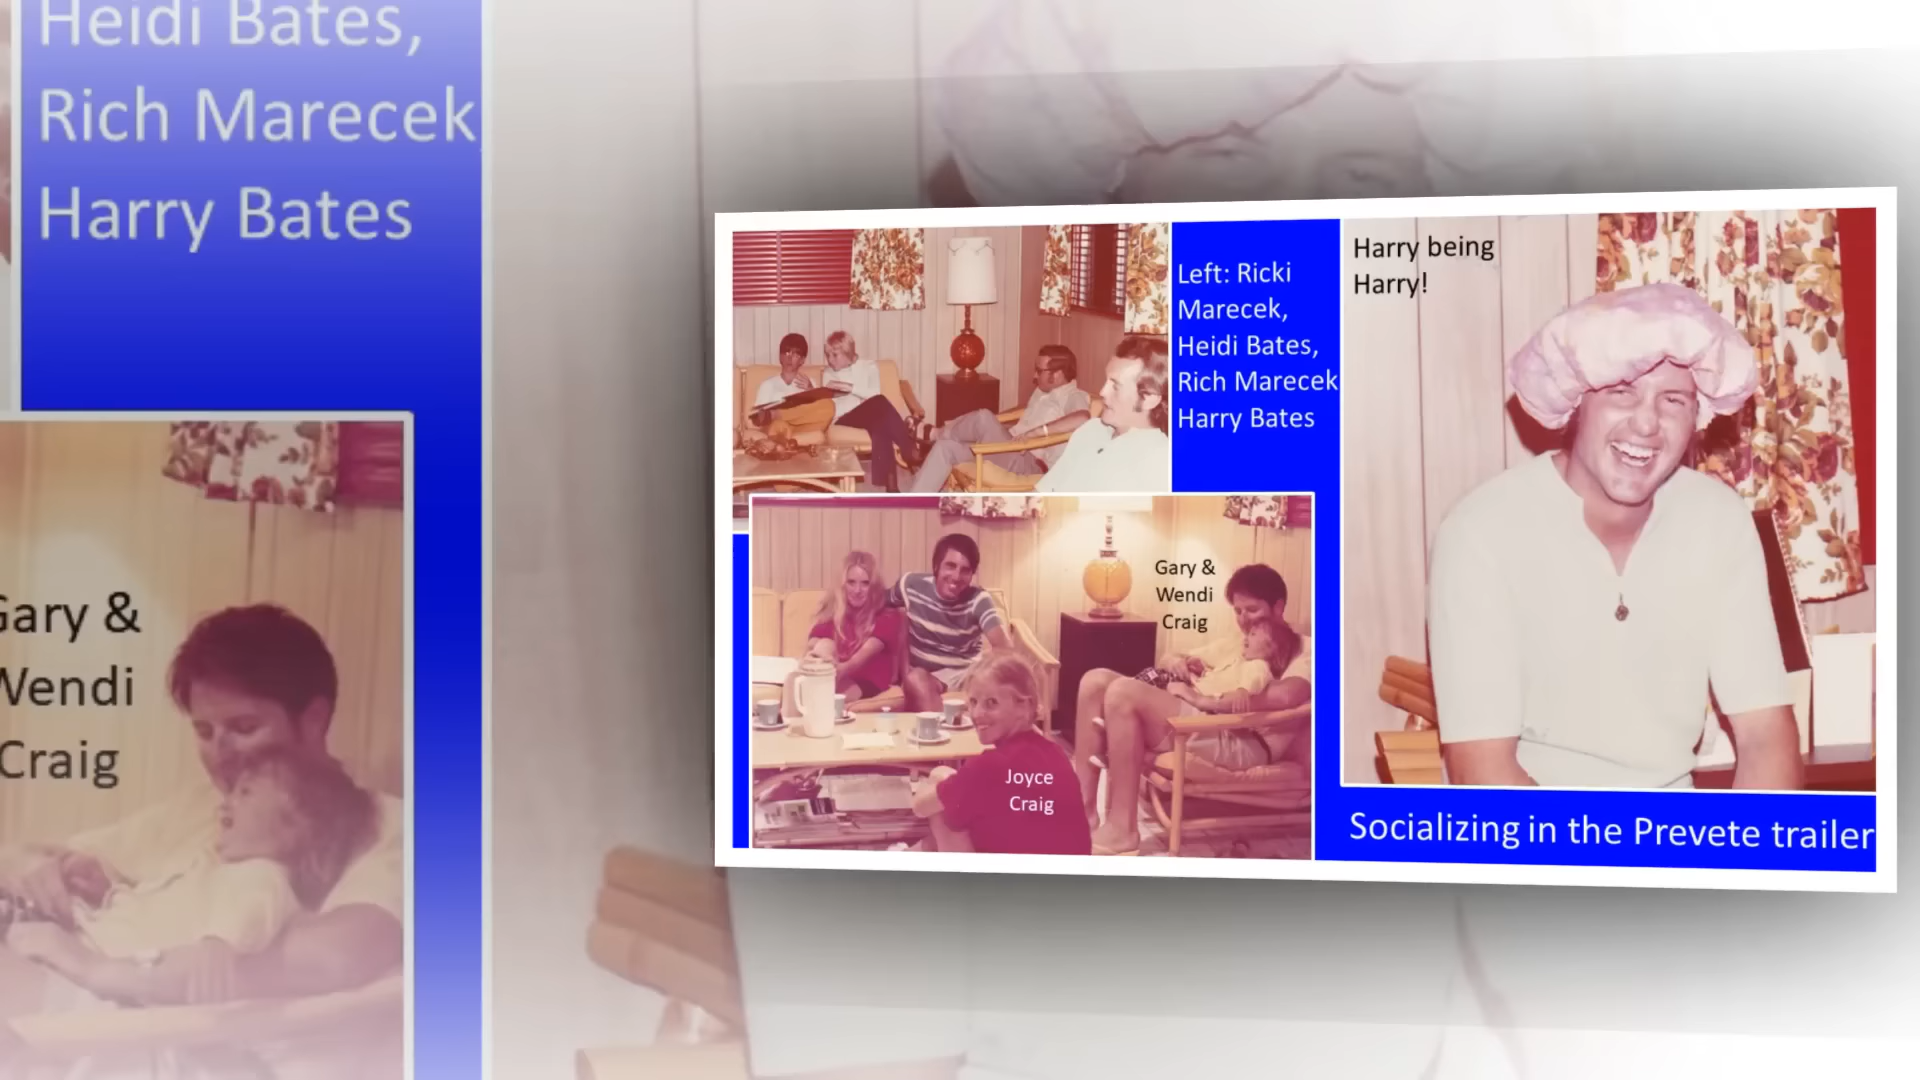 Heidi Bates,
Rich Marecek
Harry Bates
Gary &
Wendi
Craig
Left: Ricki
Marecek,
Heidi Bates,
Rich Marecek
Harry Bates
Harry being
Harry!
Gary &
Wendi
Craig
Joyce
Craig
Socializing in the Prevete trailer